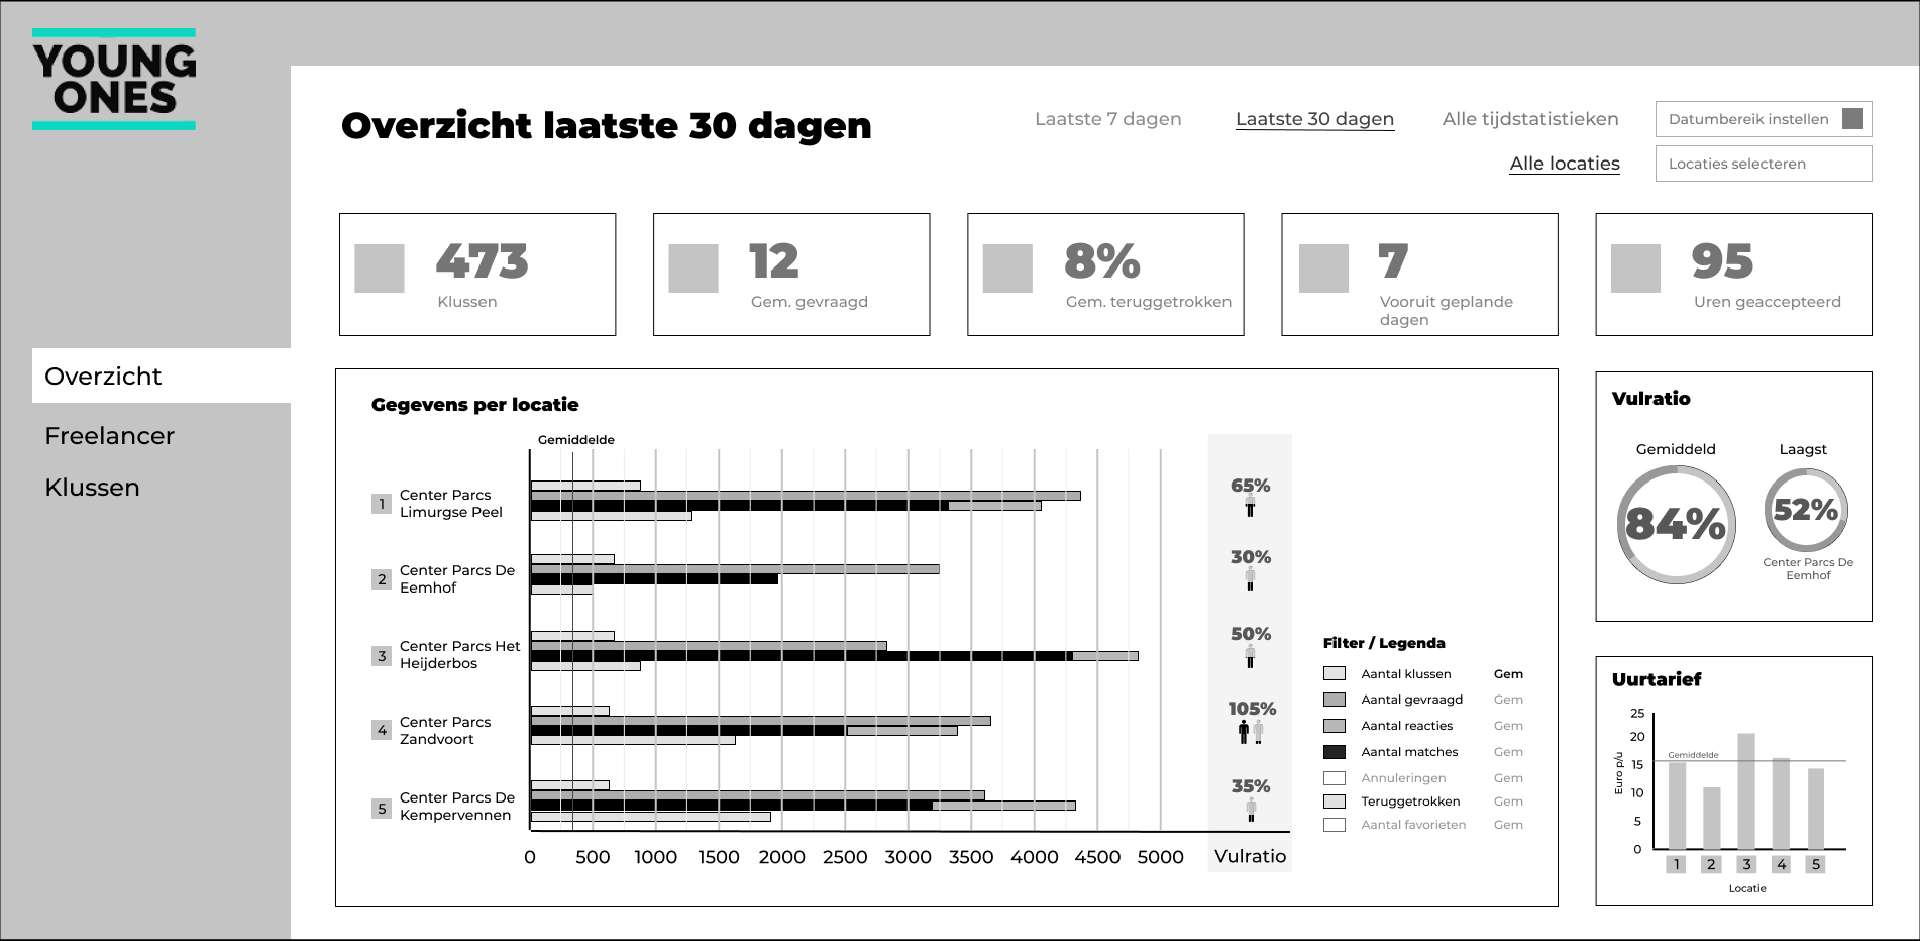 YOUNG
ONES
Overzicht
Freelancer
Klussen
Overzicht laatste 30 dagen
Laatste 7 dagen
Laatste 30 dagen
Alle tijdstatistieken
Datumbereik instellen
Alle locaties
Locaties selecteren
473
Klussen
12
Gem. gevraagd
8%
Gem. teruggetrokken
7
Vooruit geplande
dagen
95
Uren geaccepteerd
Gegevens per locatie
Gemiddelde
1
Center Parcs
Limurgse Peel
65%
2
Center Parcs De
Eemhof
30%
3
Center Parcs Het
Heijderbos
50%
4
Center Parcs
Zandvoort
105%
5
Center Parcs De
Kempervennen
35%
0 500 1000 1500 2000 2500 3000 3500 4000 4500 5000
Vulratio
Filter / Legenda
Aantal klussen Gem
Aantal gevraagd Gem
Aantal reacties Gem
Aantal matches Gem
Annuleringen Gem
Teruggetrokken Gem
Aantal favorieten Gem
Vulratio
Gemiddeld
84%
Laagst
52%
Center Parcs De
Eemhof
Uurtarief
Euro p/u
25
20
15
10
5
0
Gemiddelde
1 2 3 4 5
Locatie